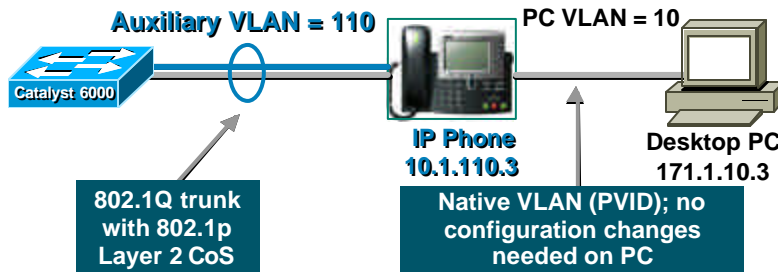 Auxiliary VLAN = 110
PC VLAN = 10
Catalyst 6000
IP Phone
10.1.110.3
Desktop PC
171.1.10.3
802.1Q trunk
with 802.1p
Layer 2 CoS
Native VLAN (PVID); no
configuration changes
needed on PC